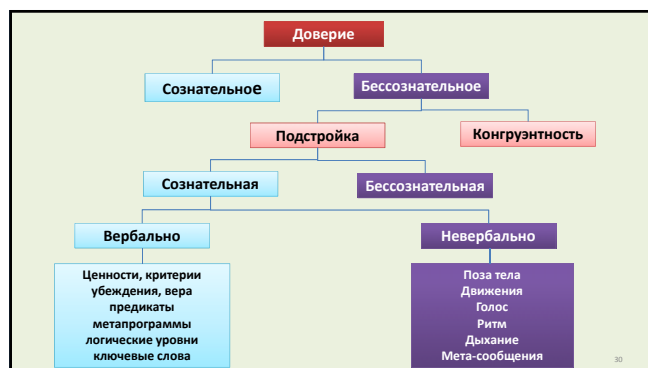 Доверие
Сознательное
Бессознательное
Подстройка
Конгруэнтность
Сознательная
Бессознательная
Вербально
Невербально
Ценности, критерии
убеждения, вера
предикаты
метапрограммы
логические уровни
ключевые слова
Поза тела
Движения
Голос
Ритм
Дыхание
Мета-сообщения
30